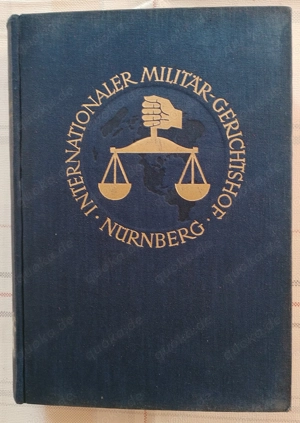 INTERNATIONALER MILITÄR-GERICHTSHOF
· NÜRNBERG ·